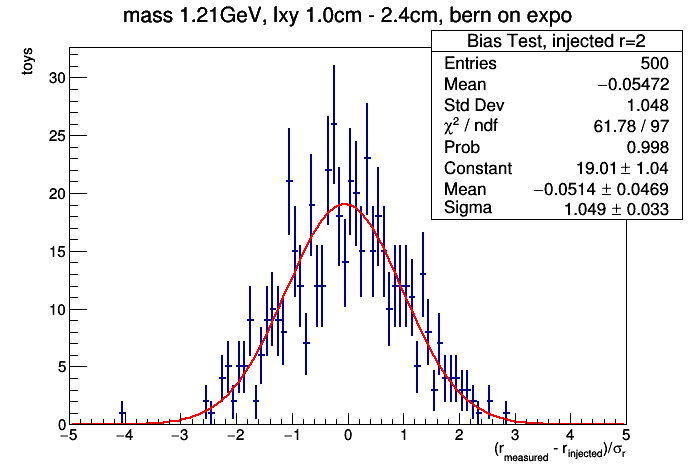 mass 1.21GeV, lxy 1.0cm - 2.4cm, bern on expo
Bias Test, injected r=2
Entries 500
Mean −0.05472
Std Dev 1.048
χ² / ndf 61.78 / 97
Prob 0.998
Constant 19.01 ± 1.04
Mean −0.0514 ± 0.0469
Sigma 1.049 ± 0.033
toys
30
25
20
15
10
5
0
−5 −4 −3 −2 −1 0 1 2 3 4 5
(r_measured - r_injected)/σ_r